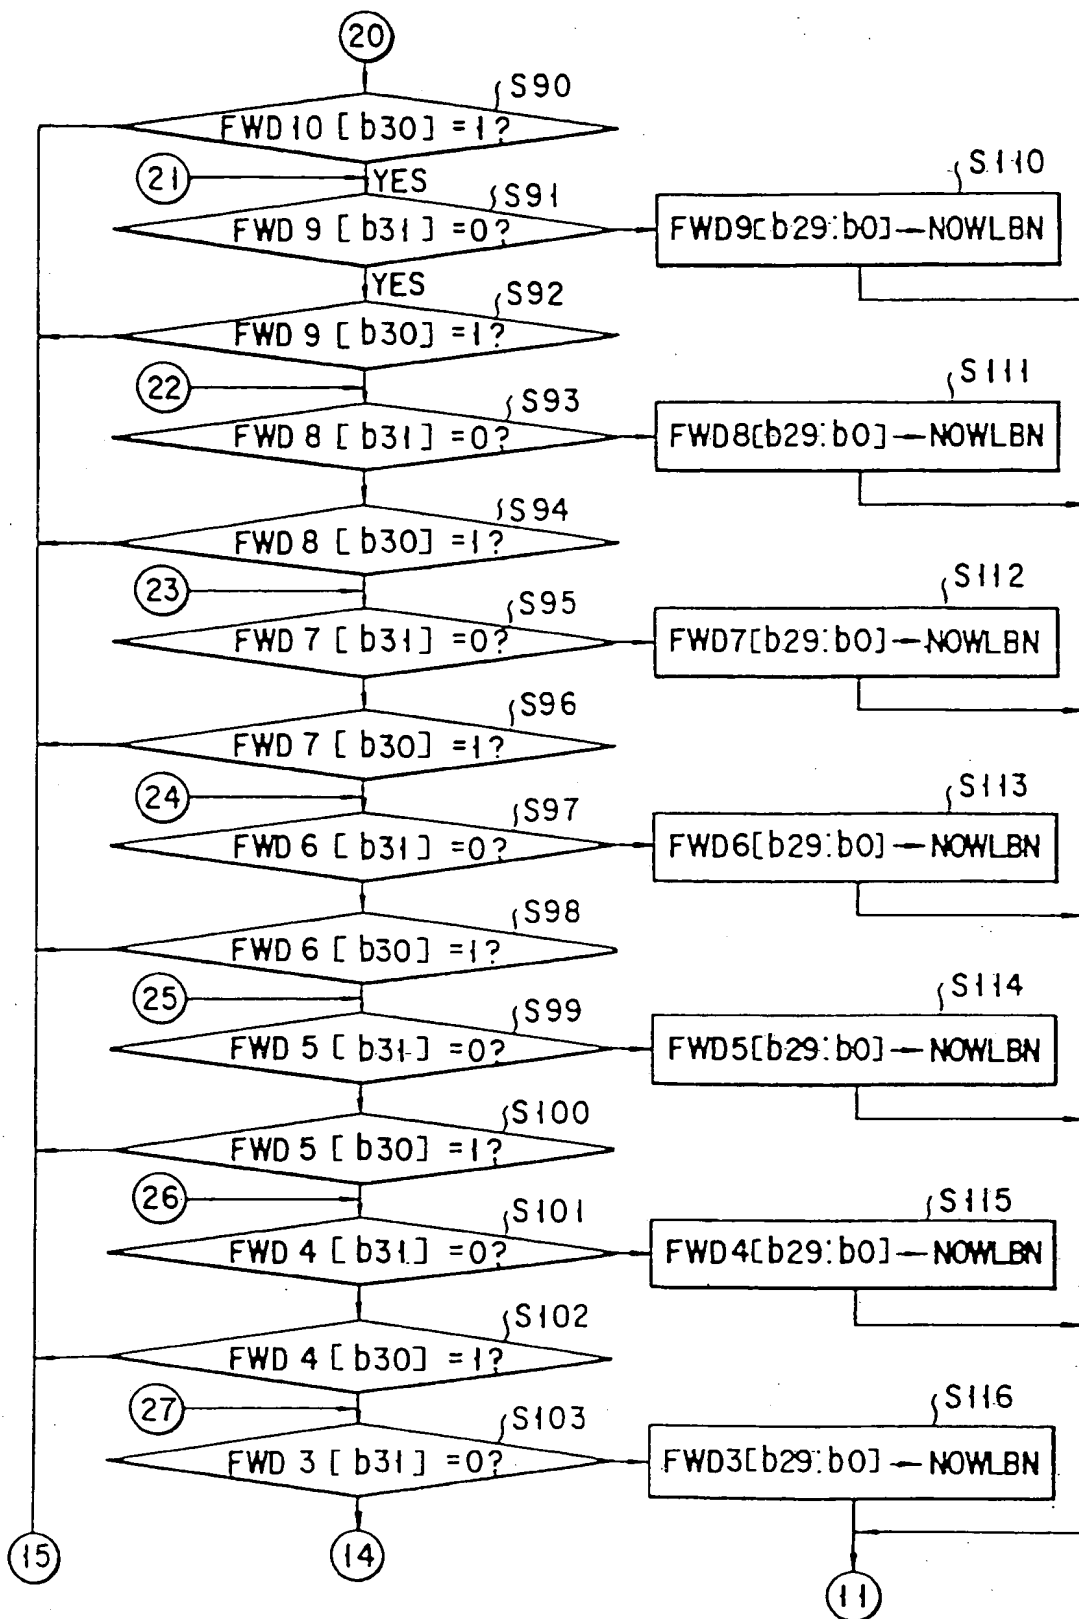 20
S90
FWD 10 [ b30 ] = 1?
21
YES
S91
S110
FWD 9 [ b31 ] = 0?
FWD9[b29:b0] — NOWLBN
YES
S92
FWD 9 [ b30 ] = 1?
22
S93
S111
FWD 8 [ b31 ] = 0?
FWD8[b29:b0] — NOWLBN
S94
FWD 8 [ b30 ] = 1?
23
S95
S112
FWD 7 [ b31 ] = 0?
FWD7[b29:b0] — NOWLBN
S96
FWD 7 [ b30 ] = 1?
24
S97
S113
FWD 6 [ b31 ] = 0?
FWD6[b29:b0] — NOWLBN
S98
FWD 6 [ b30 ] = 1?
25
S99
S114
FWD 5 [ b31 ] = 0?
FWD5[b29:b0] — NOWLBN
S100
FWD 5 [ b30 ] = 1?
26
S101
S115
FWD 4 [ b31 ] = 0?
FWD4[b29:b0] — NOWLBN
S102
FWD 4 [ b30 ] = 1?
27
S103
S116
FWD 3 [ b31 ] = 0?
FWD3[b29:b0] — NOWLBN
15
14
11